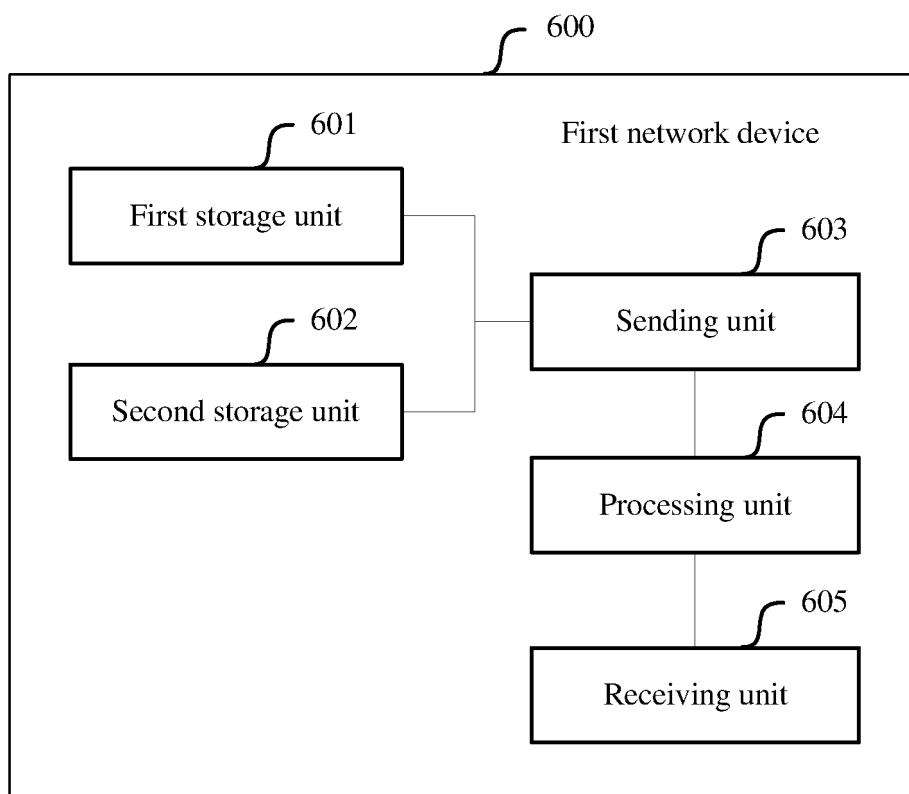 600
601
First network device
First storage unit
603
602
Sending unit
Second storage unit
604
Processing unit
605
Receiving unit